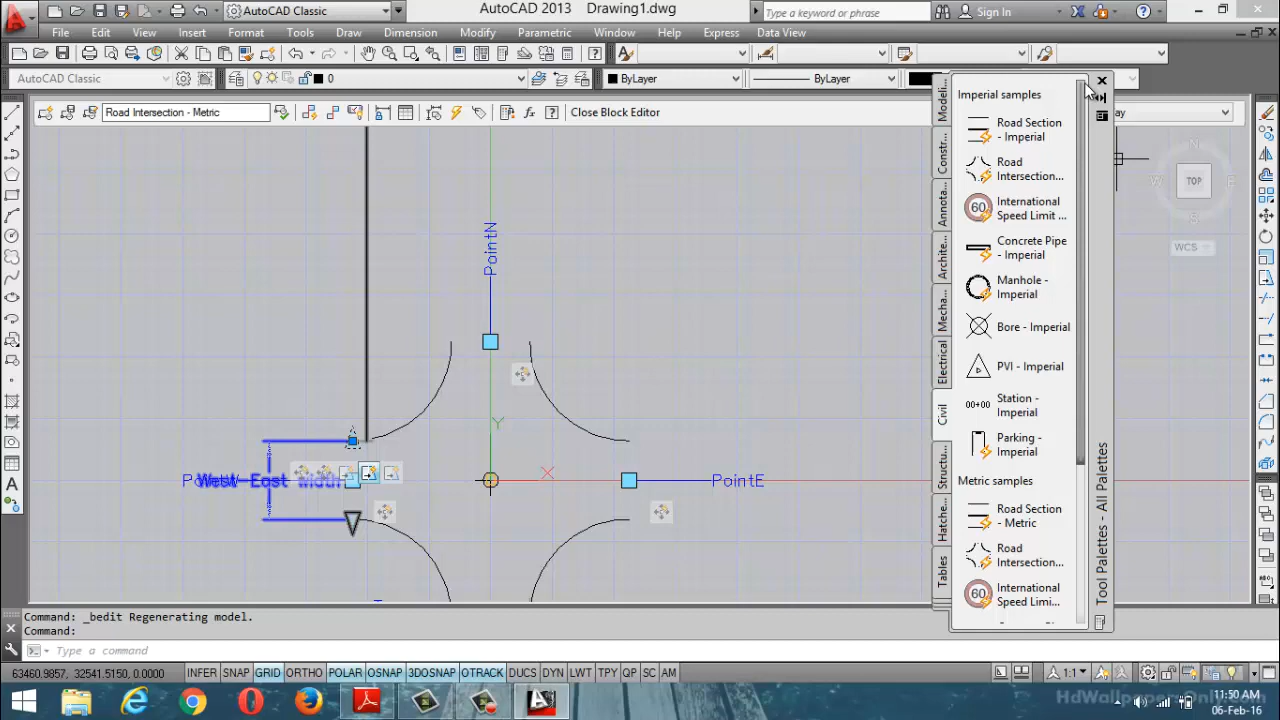 AutoCAD Classic
AutoCAD 2013 Drawing1.dwg
Type a keyword or phrase
Sign In
File Edit View Insert Format Tools Draw Dimension Modify Parametric Window Help Express Data View
AutoCAD Classic
0
ByLayer
ByLayer
Road Intersection - Metric
Close Block Editor
ay
Imperial samples
Road Section - Imperial
Road Intersection...
International Speed Limit ...
Concrete Pipe - Imperial
Manhole - Imperial
Bore - Imperial
PVI - Imperial
Station - Imperial
00+00
Parking - Imperial
Metric samples
Road Section - Metric
Road Intersection...
International Speed Limi...
60
60
Modeli...
Constr...
Annota...
Archite...
Mecha...
Electrical
Civil
Structu...
Hatche...
Tables
Tool Palettes - All Palettes
N
W
TOP
E
S
WCS
PointN
Y
X
West East width
PointE
Command: _bedit Regenerating model.
Command:
Type a command
63460.9857, 32541.5150, 0.0000
INFER SNAP GRID ORTHO POLAR OSNAP 3DOSNAP OTRACK DUCS DYN LWT TPY QP SC AM
1:1
HdWallpapersOnly.com
11:50 AM
06-Feb-16